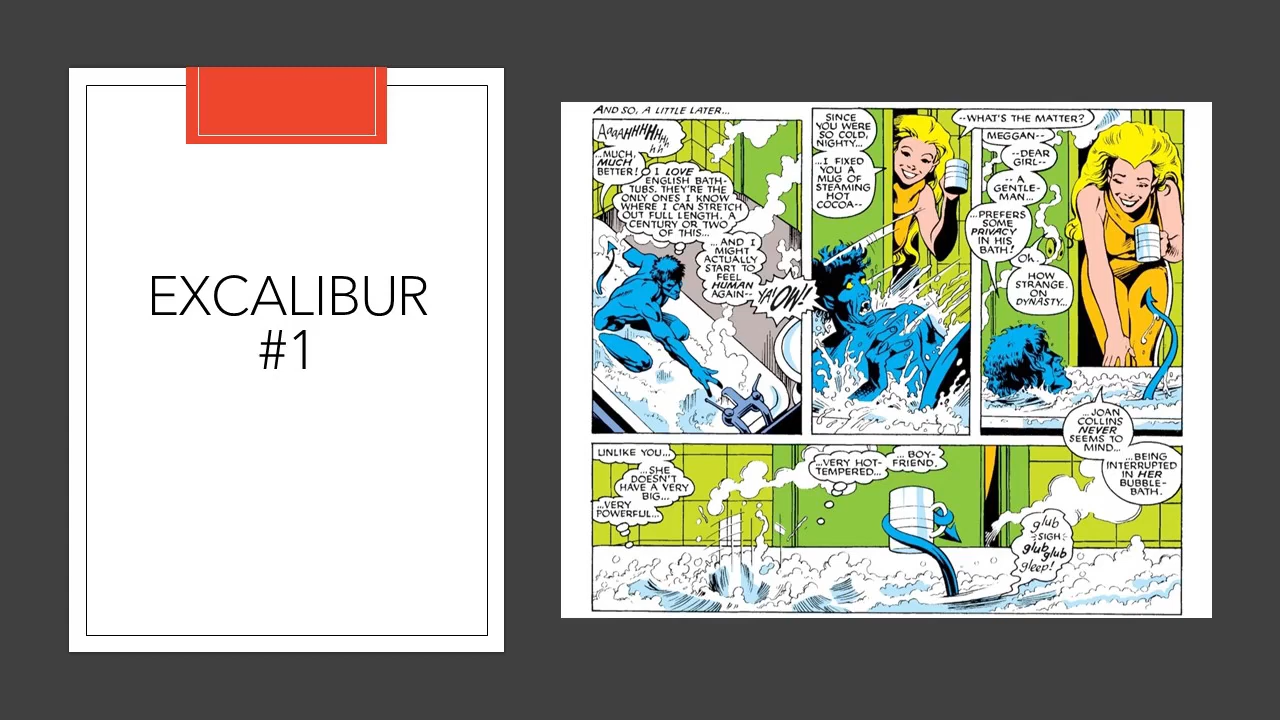 EXCALIBUR
#1
AND SO, A LITTLE LATER...
AaaAHHHHHHHhhh
...MUCH,
MUCH
BETTER!
I LOVE
ENGLISH BATH-
TUBS. THEY'RE THE
ONLY ONES I KNOW
WHERE I CAN STRETCH
OUT FULL LENGTH. A
CENTURY OR TWO
OF THIS...
...AND I
MIGHT
ACTUALLY
START TO
FEEL
HUMAN
AGAIN--
YA'OW!!
SINCE
YOU WERE
SO COLD,
NIGHTY...
...I FIXED
YOU A
MUG OF
STEAMING
HOT
COCOA--
--WHAT'S THE MATTER?
MEGGAN--
--DEAR
GIRL--
--A
GENTLE-
MAN...
...PREFERS
SOME
PRIVACY
IN HIS
BATH!
Oh.
HOW
STRANGE.
ON
DYNASTY...
...JOAN
COLLINS
NEVER
SEEMS TO
MIND...
...BEING
INTERRUPTED
IN HER
BUBBLE-
BATH.
UNLIKE YOU...
...SHE
DOESN'T
HAVE A VERY
BIG...
...VERY
POWERFUL...
...VERY HOT-
TEMPERED...
...BOY-
FRIEND.
glub
SIGH
glub glub
gleep!